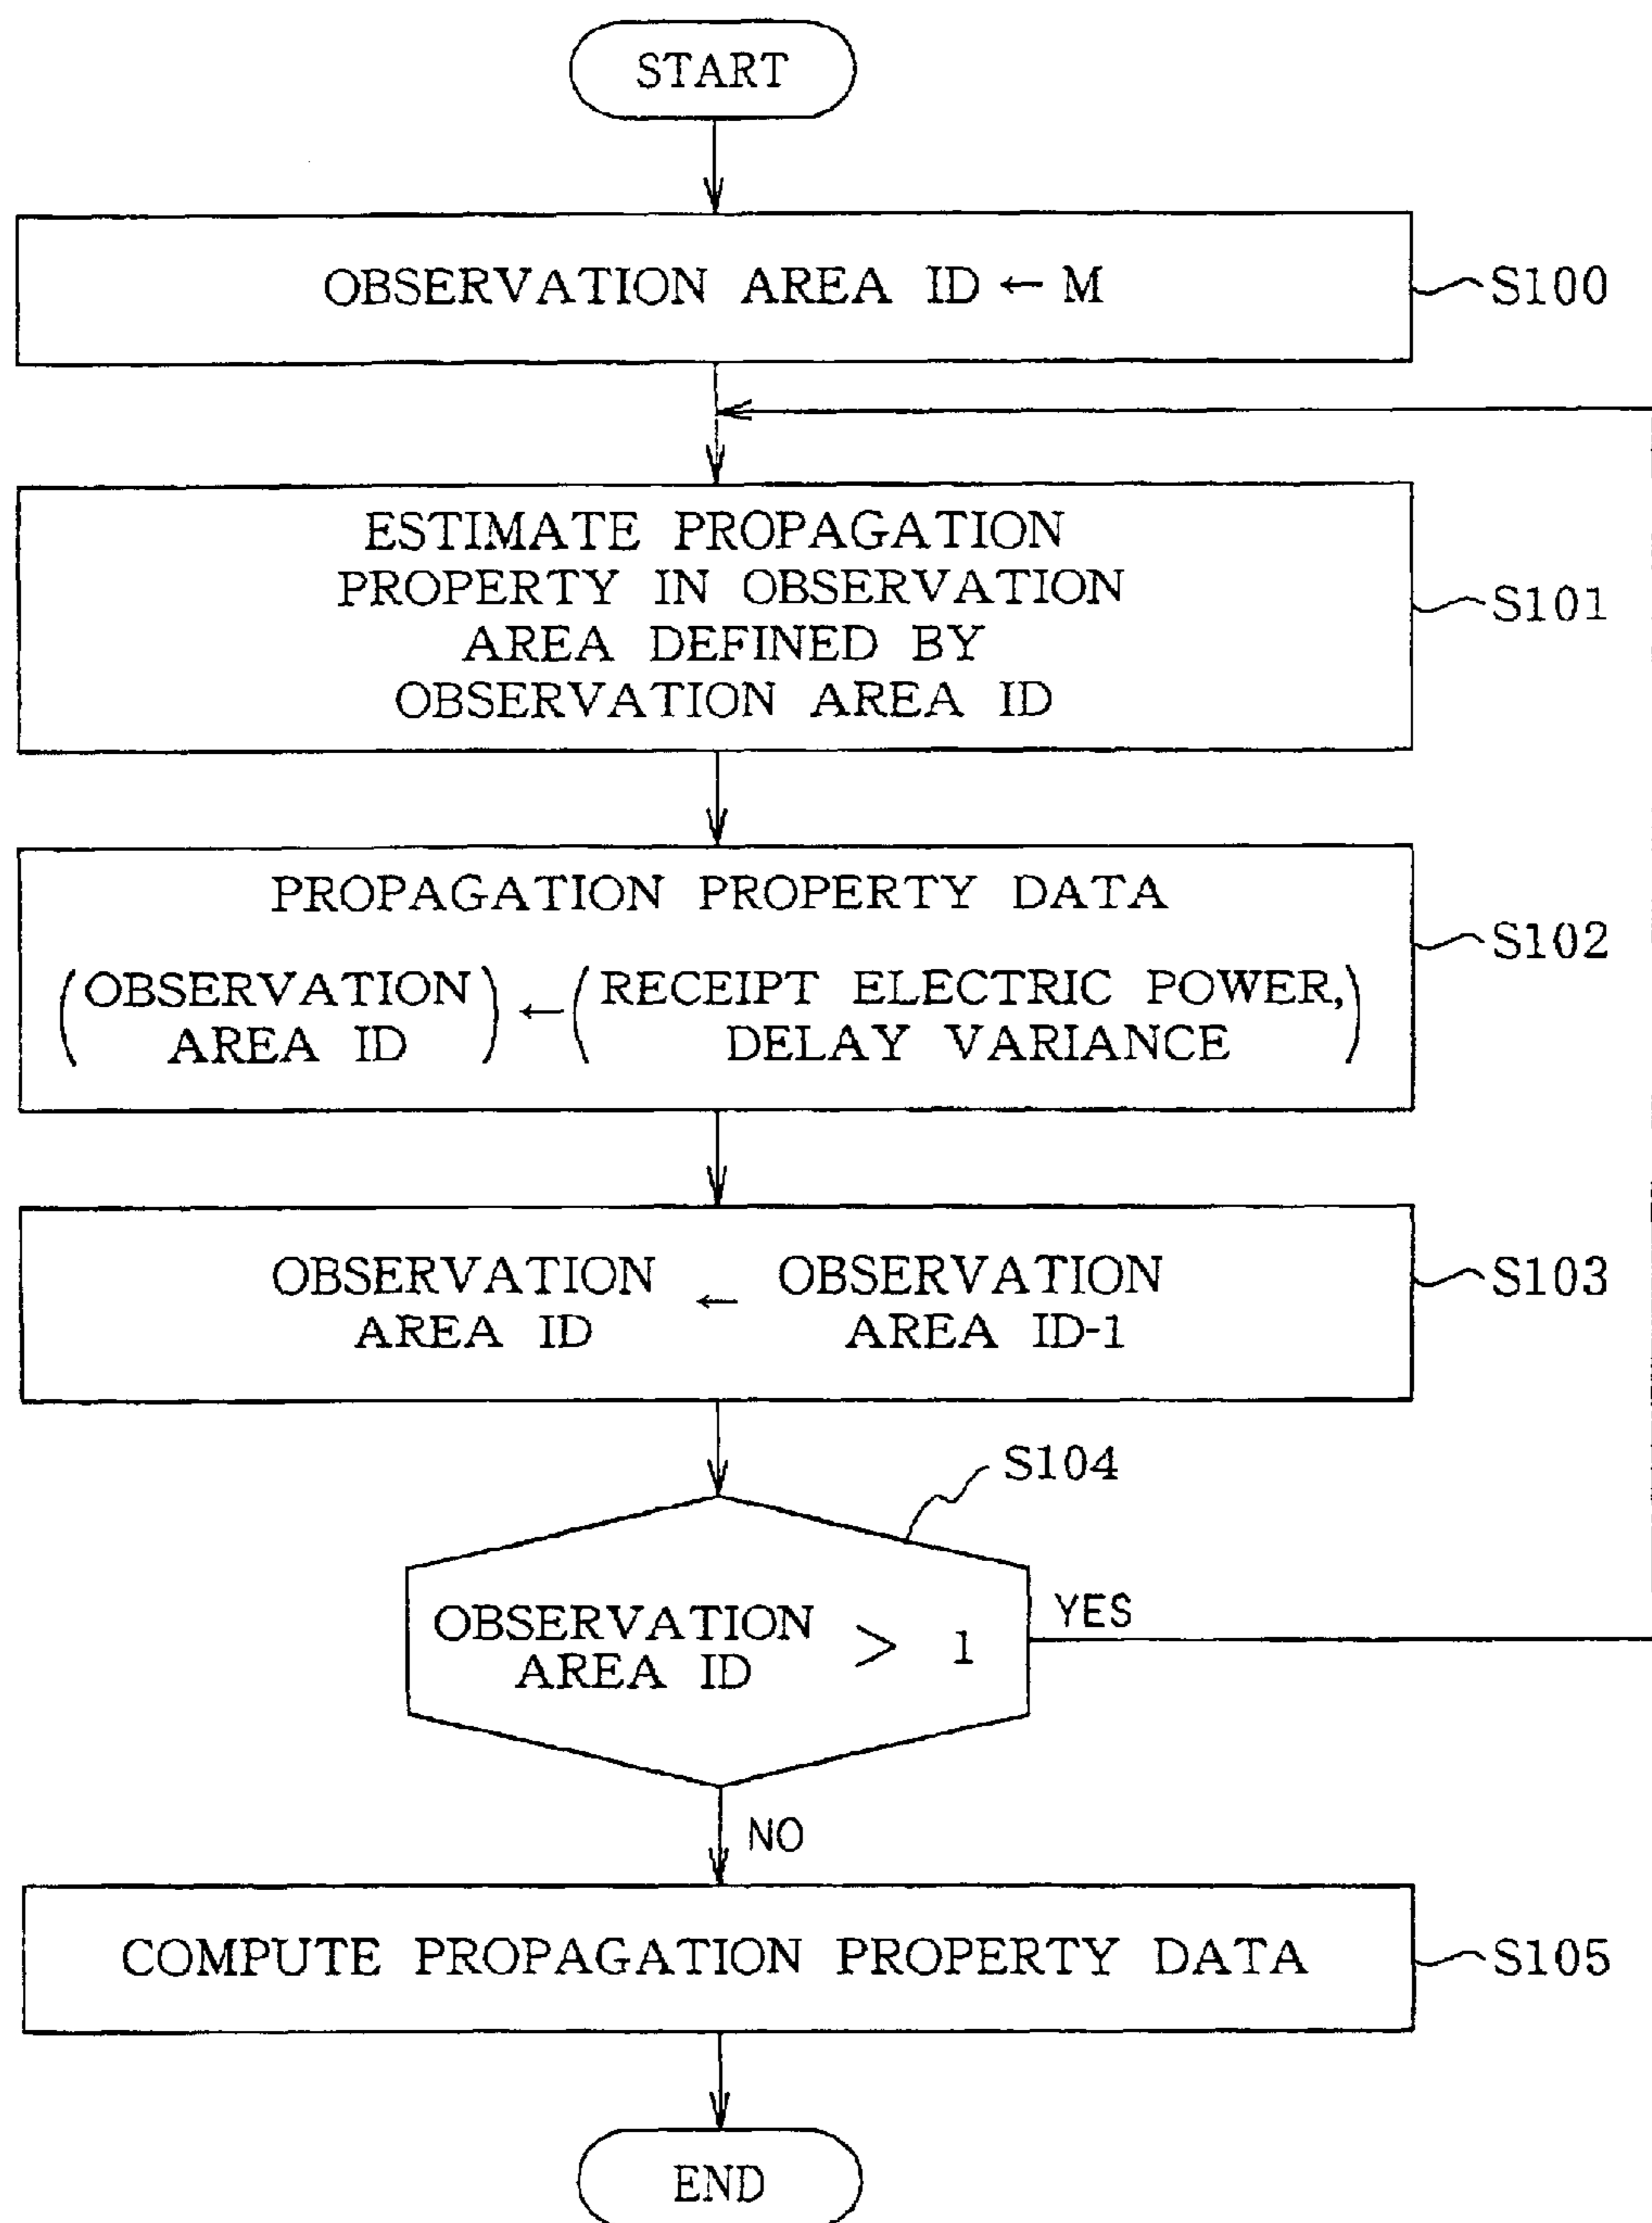 START
OBSERVATION AREA ID ← M
S100
ESTIMATE PROPAGATION
PROPERTY IN OBSERVATION
AREA DEFINED BY
OBSERVATION AREA ID
S101
PROPAGATION PROPERTY DATA
(OBSERVATION AREA ID) ← (RECEIPT ELECTRIC POWER, DELAY VARIANCE)
S102
OBSERVATION AREA ID ← OBSERVATION AREA ID-1
S103
S104
OBSERVATION AREA ID > 1
YES
NO
COMPUTE PROPAGATION PROPERTY DATA
S105
END